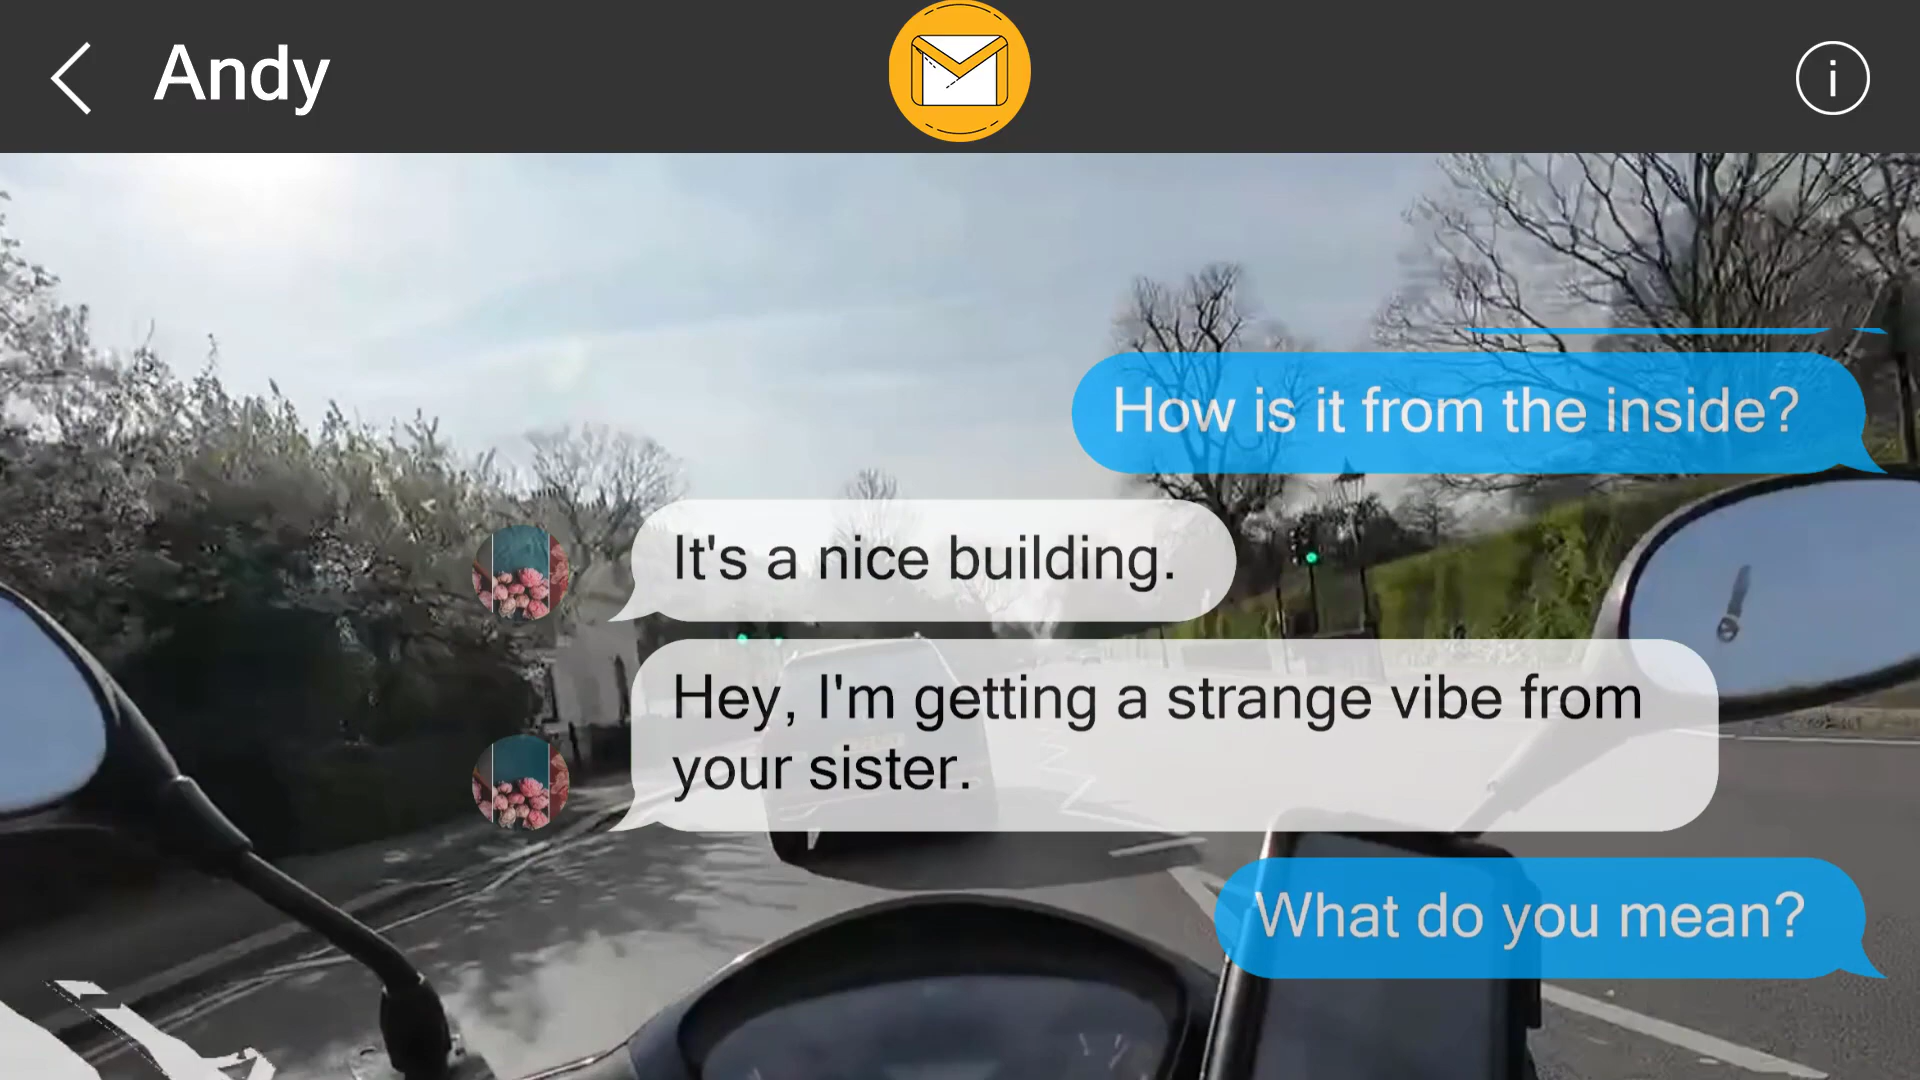 Andy
How is it from the inside?
It's a nice building.
Hey, I'm getting a strange vibe from
your sister.
What do you mean?